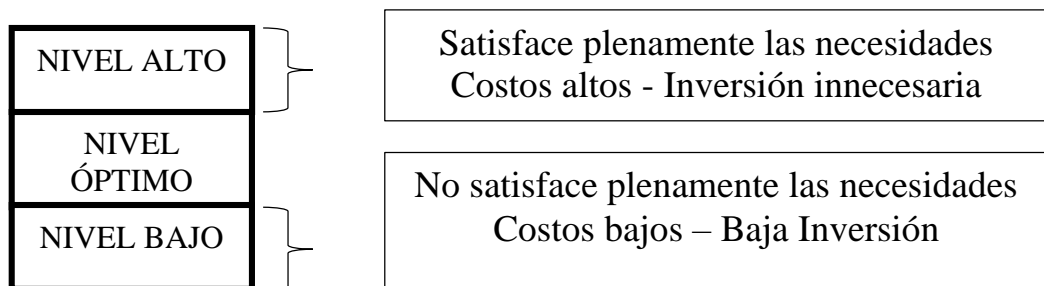 NIVEL ALTO
Satisface plenamente las necesidades
Costos altos - Inversión innecesaria
NIVEL
ÓPTIMO
NIVEL BAJO
No satisface plenamente las necesidades
Costos bajos – Baja Inversión